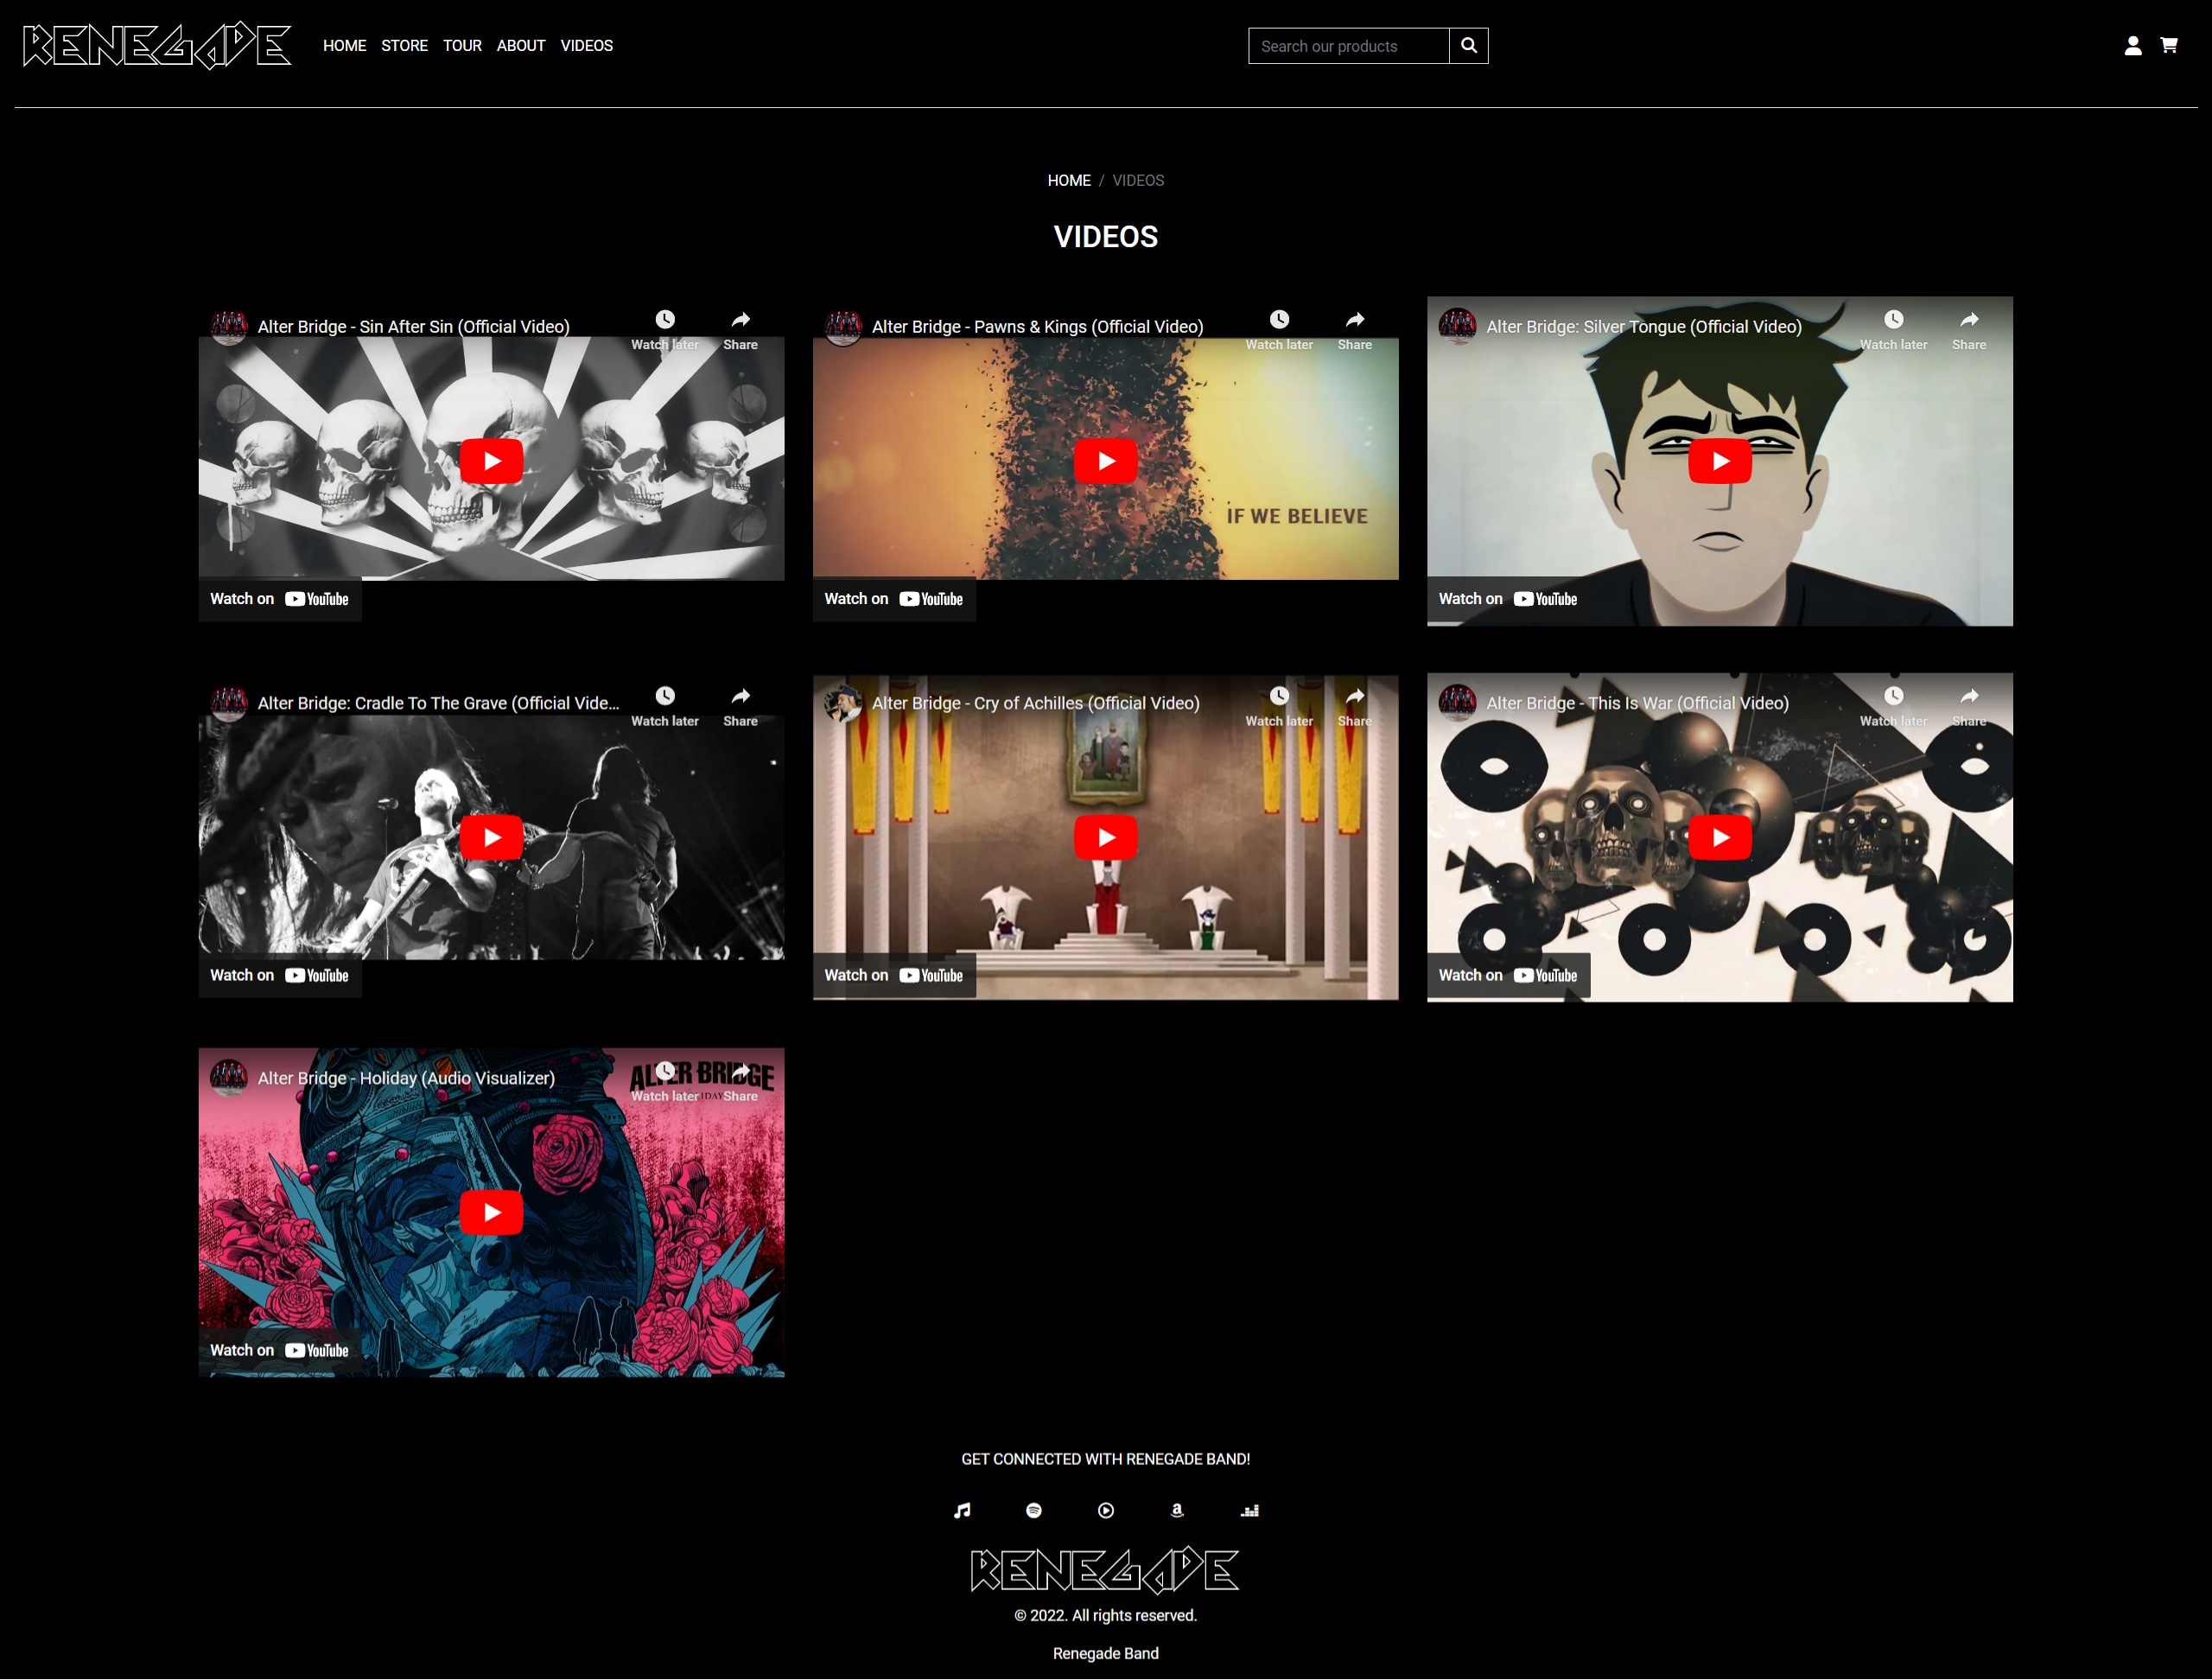 RENEGADE HOME STORE TOUR ABOUT VIDEOS Search our products
HOME / VIDEOS
VIDEOS
Alter Bridge - Sin After Sin (Official Video)
Watch later
Share
Watch on YouTube
Alter Bridge - Pawns & Kings (Official Video)
Watch later
Share
IF WE BELIEVE
Watch on YouTube
Alter Bridge: Silver Tongue (Official Video)
Watch later
Share
Watch on YouTube
Alter Bridge: Cradle To The Grave (Official Vide...
Watch later
Share
Watch on YouTube
Alter Bridge - Cry of Achilles (Official Video)
Watch later
Share
Watch on YouTube
Alter Bridge - This Is War (Official Video)
Watch later
Share
Watch on YouTube
Alter Bridge - Holiday (Audio Visualizer)
ALTER BRIDGE
Watch later
Share
Watch on YouTube
GET CONNECTED WITH RENEGADE BAND!
RENEGADE
© 2022. All rights reserved.
Renegade Band